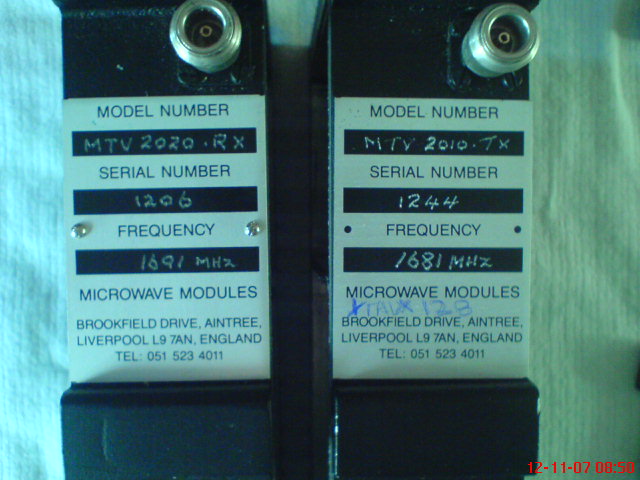 MODEL NUMBER
MTV 2020.RX
SERIAL NUMBER
1206
FREQUENCY
1691 MHz
MICROWAVE MODULES
BROOKFIELD DRIVE, AINTREE,
LIVERPOOL L9 7AN, ENGLAND
TEL: 051 523 4011
MODEL NUMBER
MTV 2010.TX
SERIAL NUMBER
1244
FREQUENCY
1681 MHz
MICROWAVE MODULES
128
BROOKFIELD DRIVE, AINTREE,
LIVERPOOL L9 7AN, ENGLAND
TEL: 051 523 4011
12-11-07 08:50